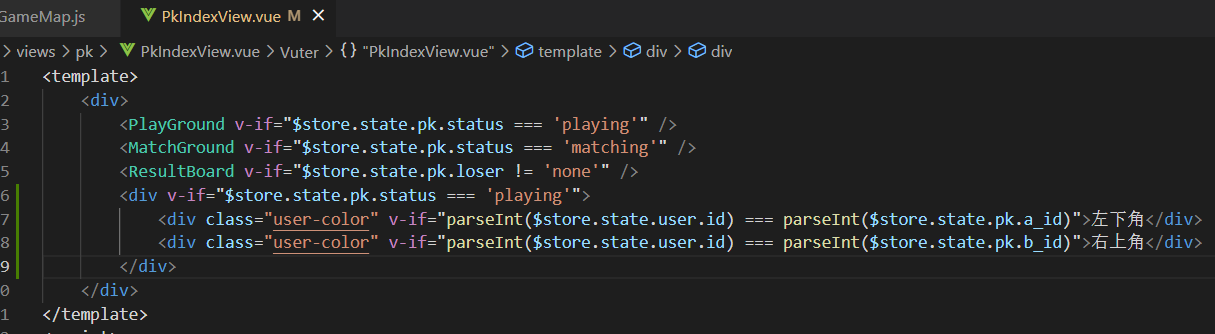 GameMap.js PkIndexView.vue M ×
> views > pk > PkIndexView.vue > Vuter > {} "PkIndexView.vue" > template > div > div
1 <template>
2 <div>
3 <PlayGround v-if="$store.state.pk.status === 'playing'" />
4 <MatchGround v-if="$store.state.pk.status === 'matching'" />
5 <ResultBoard v-if="$store.state.pk.loser != 'none'" />
6 <div v-if="$store.state.pk.status === 'playing'">
7 <div class="user-color" v-if="parseInt($store.state.user.id) === parseInt($store.state.pk.a_id)">左下角</div>
8 <div class="user-color" v-if="parseInt($store.state.user.id) === parseInt($store.state.pk.b_id)">右上角</div>
9 </div>
0 </div>
1 </template>